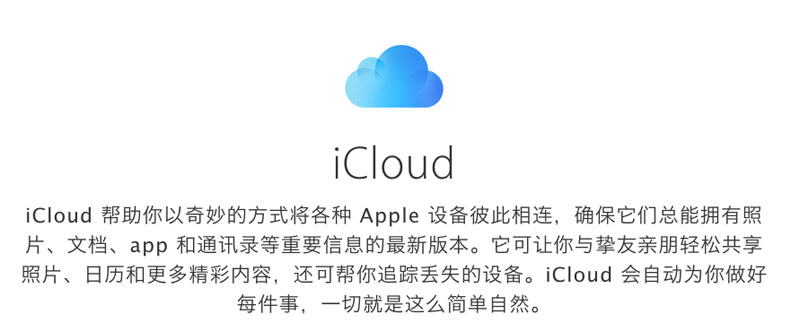 iCloud
iCloud 帮助你以奇妙的方式将各种 Apple 设备彼此相连，确保它们总能拥有照
片、文档、app 和通讯录等重要信息的最新版本。它可让你与挚友亲朋轻松共享
照片、日历和更多精彩内容，还可帮你追踪丢失的设备。iCloud 会自动为你做好
每件事，一切就是这么简单自然。